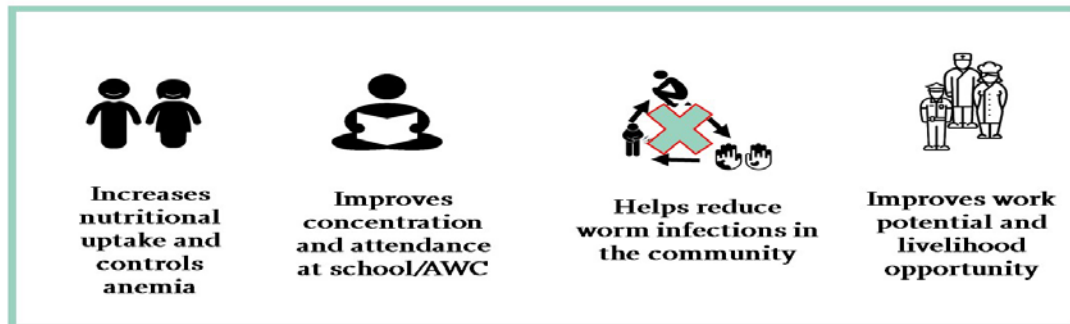 Increases
nutritional
uptake and
controls
anemia
Improves
concentration
and attendance
at school/AWC
Helps reduce
worm infections in
the community
Improves work
potential and
livelihood
opportunity